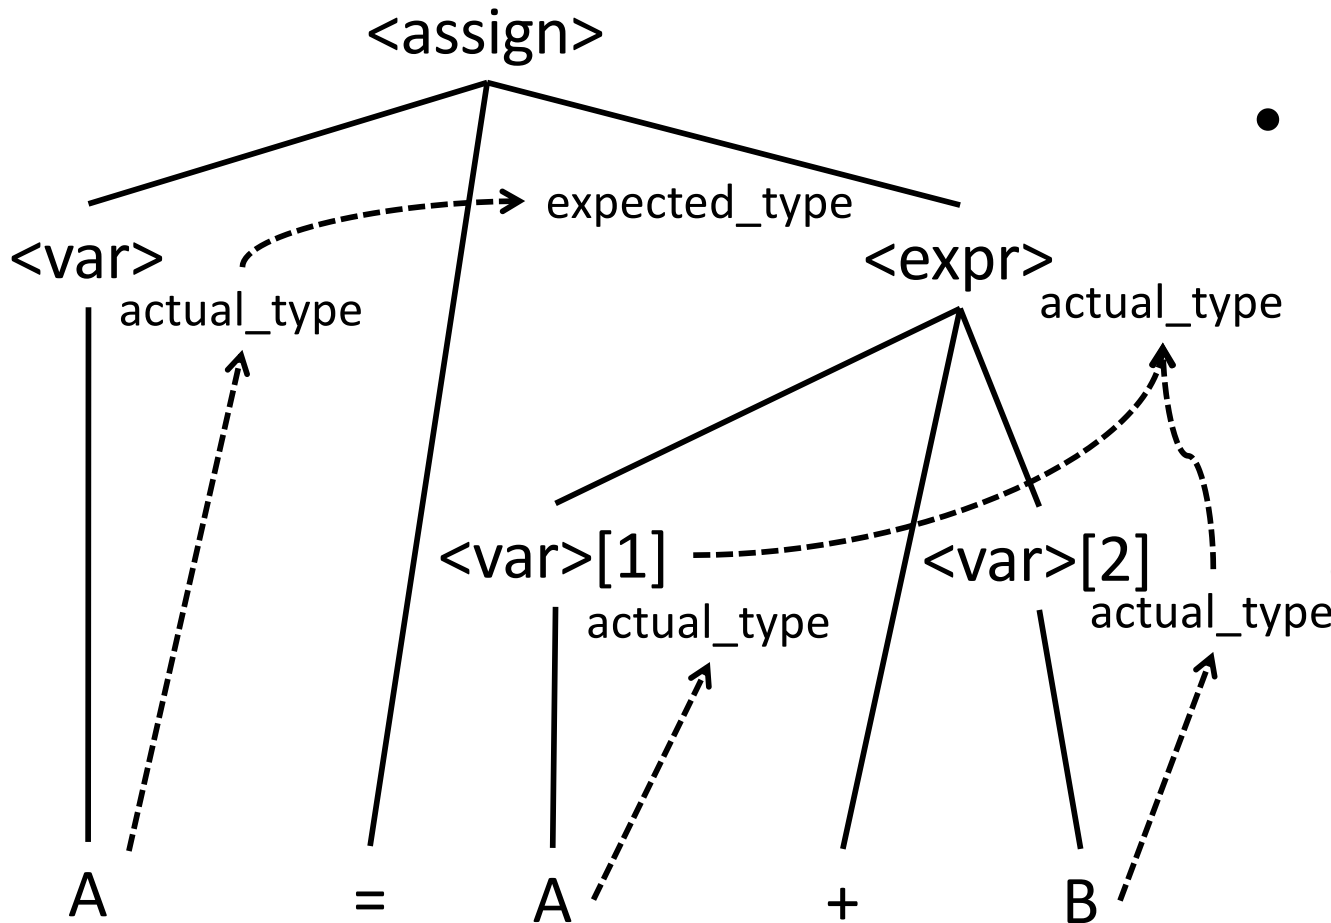 <assign>
expected_type
<var>
<expr>
actual_type
actual_type
<var>[1]
<var>[2]
actual_type
actual_type
A = A + B